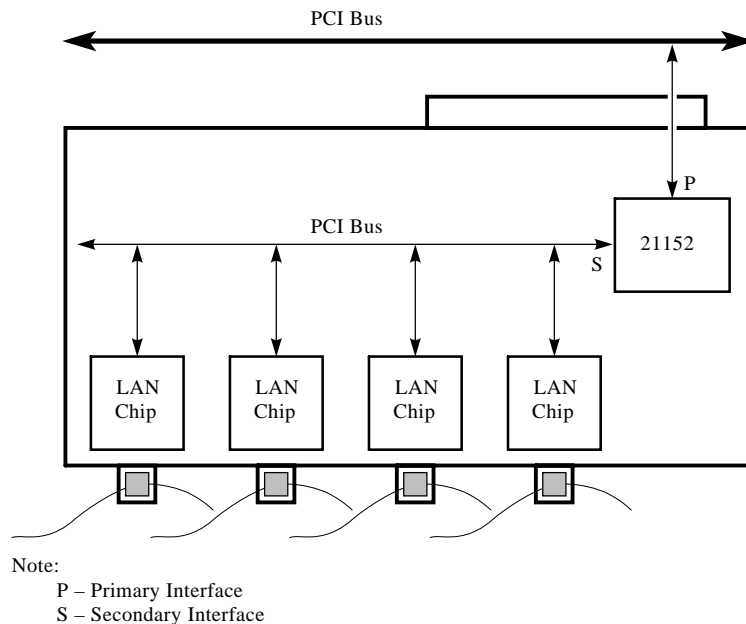 PCI Bus
P
PCI Bus
S
21152
LAN
Chip
LAN
Chip
LAN
Chip
LAN
Chip
Note:
P – Primary Interface
S – Secondary Interface